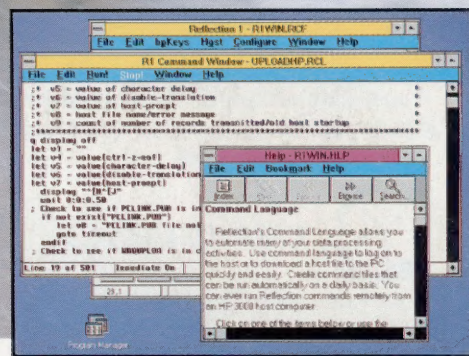 Reflection 1 - R1WIN.RCF
File Edit hpKeys Host Configure Window Help
R1 Command Window - UPLOADHP.RCL
File Edit Run! Stop! Window Help
;* v5 - value of character delay
;* v6 - value of disable-translation
;* v7 - value of host-prompt
;* v8 - host file name/error message
;* v9 - count of number of records transmitted/old host startup
q display off
let v1 = ""
let v4 = value(ctrl-z-eof)
let v5 = value(character-delay)
let v6 = value(disable-translation
let v7 = value(host-prompt)
display "^[H^[J"
wait 0:0:0.50
; Check to see if PCLINK.PUB is in
if not exist("PCLINK.PUB")
let v8 = "PCLINK.PUB file not
goto timeout
endif
; Check to see if is in
Line 19 of 501 Immediate On
Help - R1WIN.HLP
File Edit Bookmark Help
Index Back Browse Search
Command Language
Reflection's Command Language allows you
to automate many of your data processing
activities. Use command language to log on to
the host or to download a host file to the PC
quickly and easily. Create command files that
can be run automatically on a daily basis. You
can even run Reflection commands remotely from
an HP 3000 host computer.
Click on one of the items below or use the
28,1
Program Manager